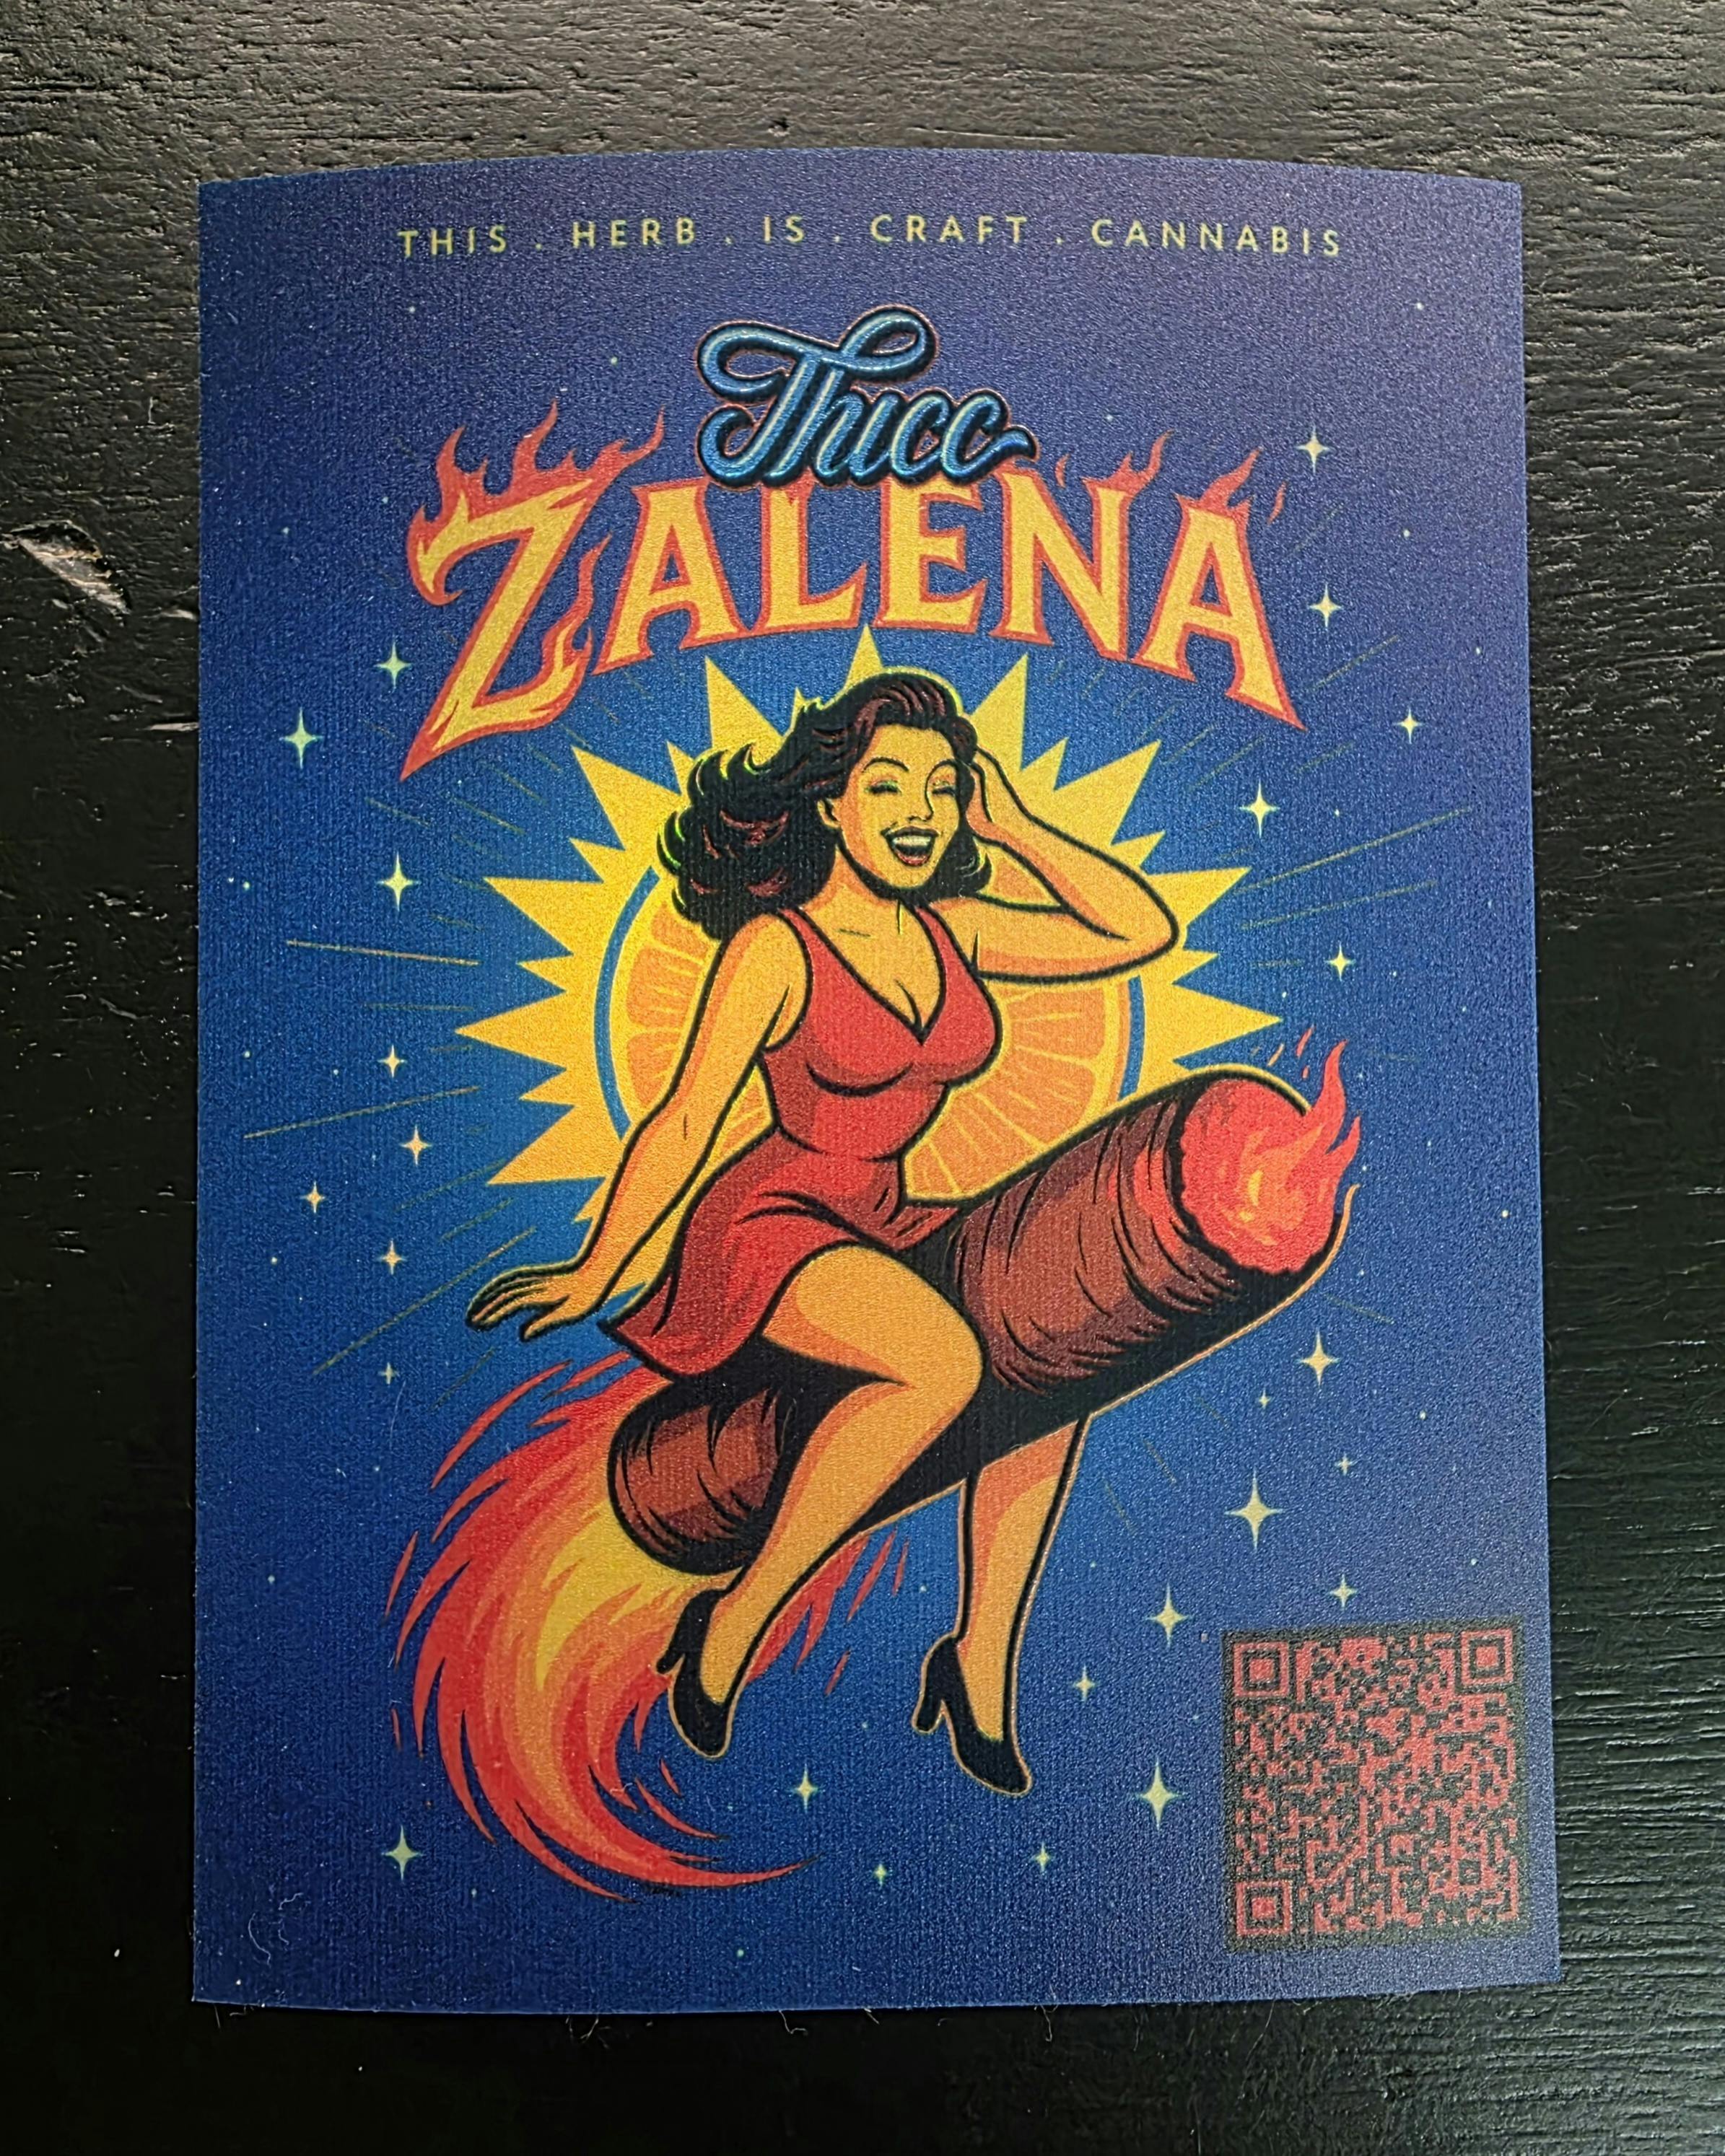 THIS . HERB . IS . CRAFT . CANNABIS
Thicc
ZALENA